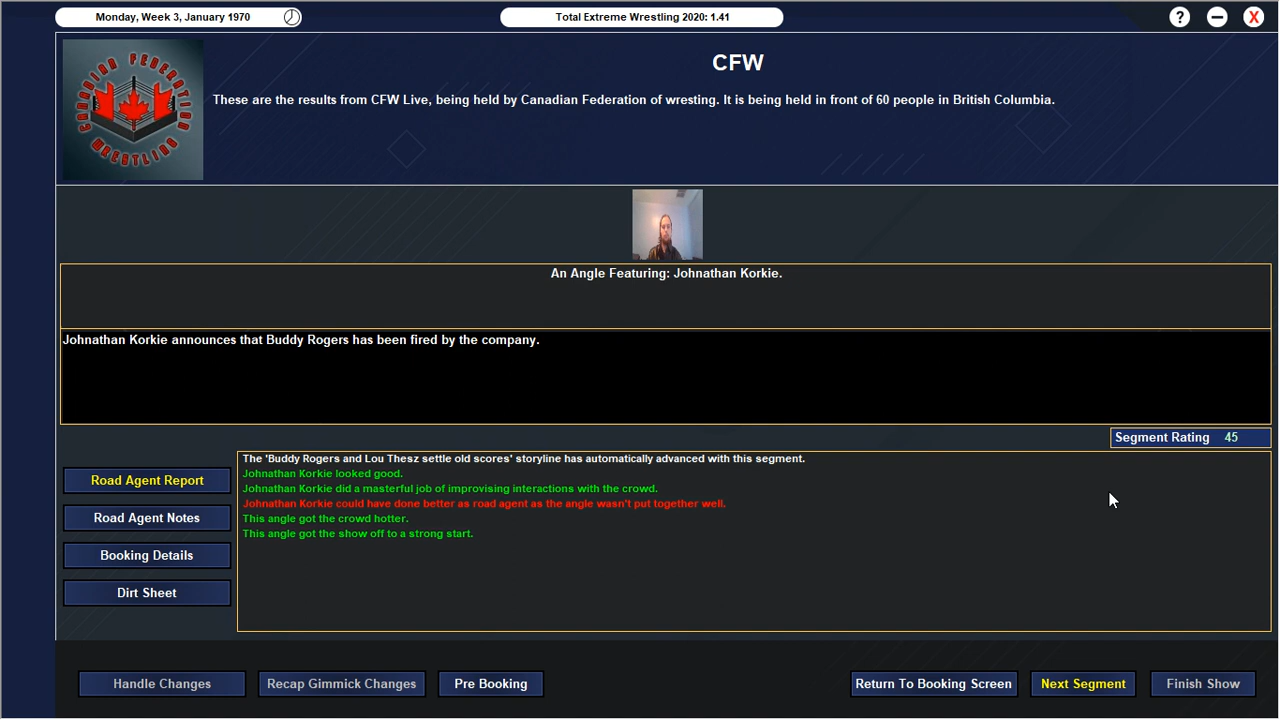 Monday, Week 3, January 1970
Total Extreme Wrestling 2020: 1.41
?
X
CANADIAN FEDERATION WRESTLING
CFW
These are the results from CFW Live, being held by Canadian Federation of wresting. It is being held in front of 60 people in British Columbia.
An Angle Featuring: Johnathan Korkie.
Johnathan Korkie announces that Buddy Rogers has been fired by the company.
Segment Rating 45
The 'Buddy Rogers and Lou Thesz settle old scores' storyline has automatically advanced with this segment.
Johnathan Korkie looked good.
Johnathan Korkie did a masterful job of improvising interactions with the crowd.
Johnathan Korkie could have done better as road agent as the angle wasn't put together well.
This angle got the crowd hotter.
This angle got the show off to a strong start.
Road Agent Report
Road Agent Notes
Booking Details
Dirt Sheet
Handle Changes
Recap Gimmick Changes
Pre Booking
Return To Booking Screen
Next Segment
Finish Show